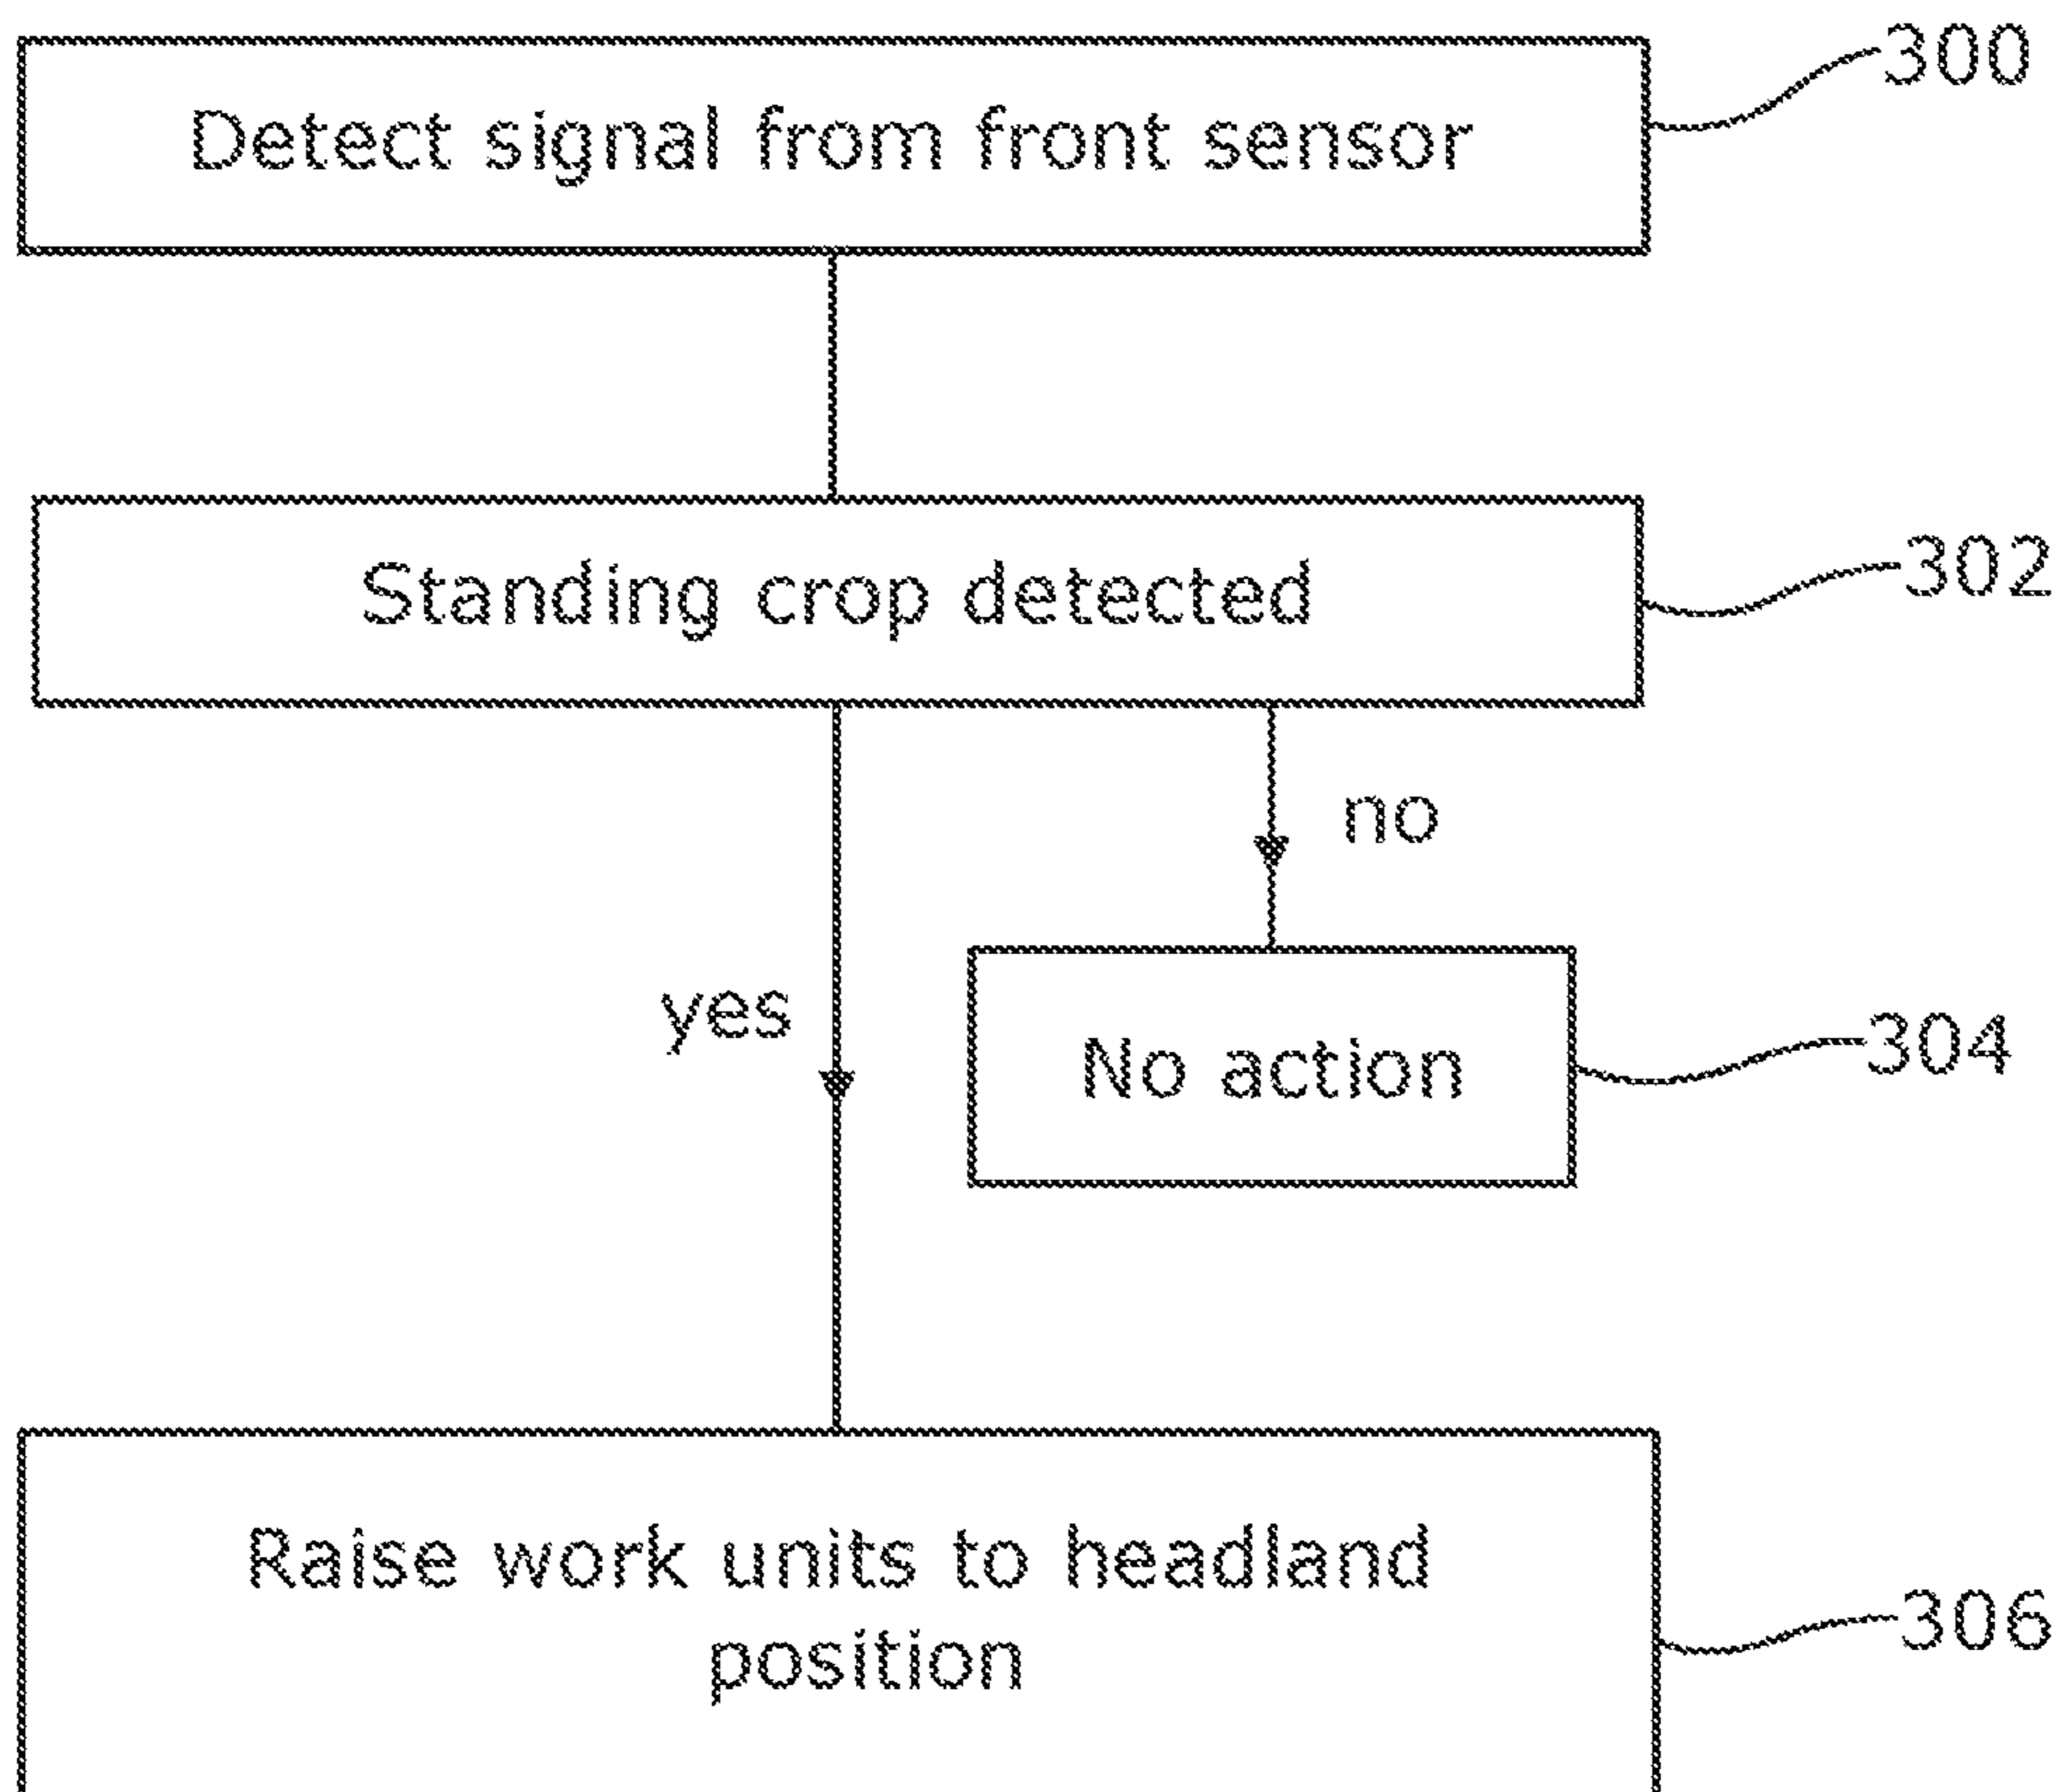 Detect signal from front sensor
300
Standing crop detected
302
no
yes
No action
304
Raise work units to headland
position
306